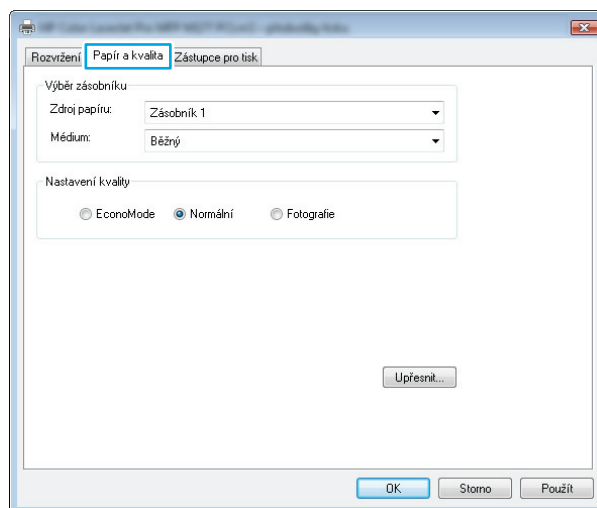 Rozvržení Papír a kvalita Zástupce pro tisk
Výběr zásobníku
Zdroj papíru: Zásobník 1
Médium: Běžný
Nastavení kvality
EconoMode Normální Fotografie
Upřesnit...
OK Storno Použít